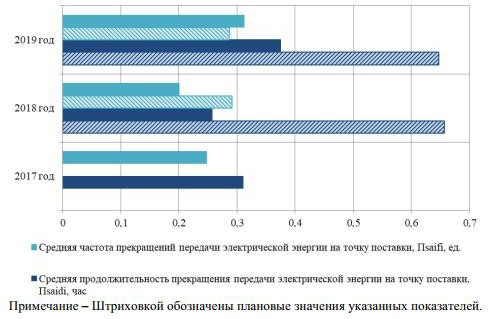 2019 год
2018 год
2017 год
0 0,1 0,2 0,3 0,4 0,5 0,6 0,7
Средняя частота прекращений передачи электрической энергии на точку поставки, Пsaifi, ед.
Средняя продолжительность прекращения передачи электрической энергии на точку поставки,
Пsaidi, час
Примечание – Штриховкой обозначены плановые значения указанных показателей.